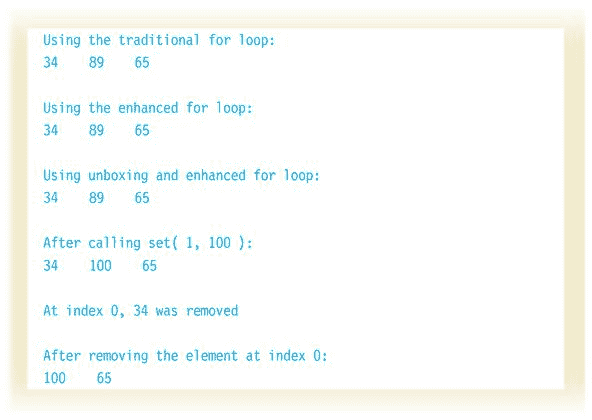 Using the traditional for loop:
34 89 65
Using the enhanced for loop:
34 89 65
Using unboxing and enhanced for loop:
34 89 65
After calling set( 1, 100 ):
34 100 65
At index 0, 34 was removed
After removing the element at index 0:
100 65